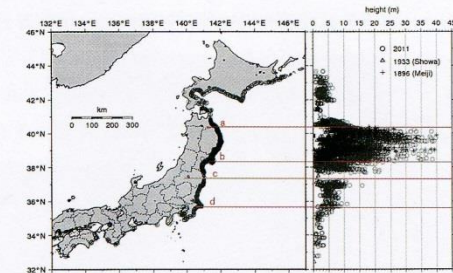 height (m)
132°E 134°E 136°E 138°E 140°E 142°E 144°E 146°E
0 5 10 15 20 25 30 35 40 45
46°N
44°N
42°N
40°N
38°N
36°N
34°N
32°N
2011
1933 (Showa)
1896 (Meiji)
km
0 100 200 300
a
b
c
d